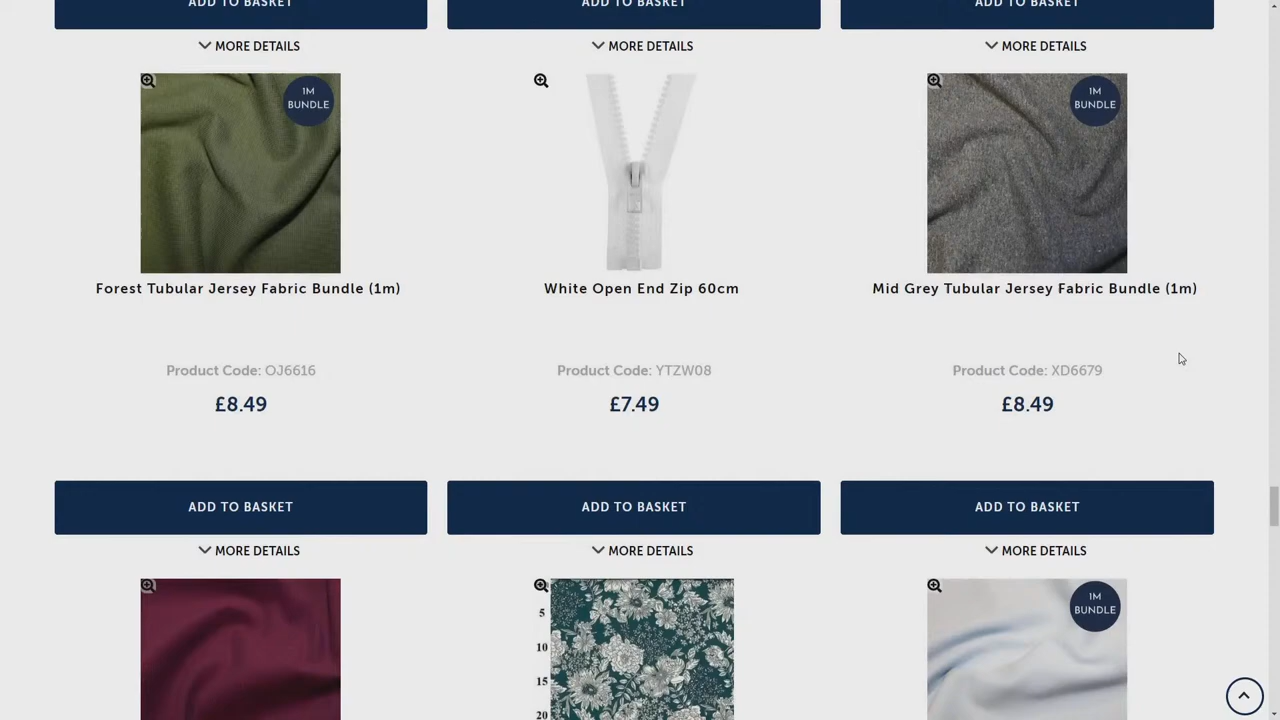 ADD TO BASKET
ADD TO BASKET
ADD TO BASKET
MORE DETAILS
MORE DETAILS
MORE DETAILS
1M
BUNDLE
1M
BUNDLE
Forest Tubular Jersey Fabric Bundle (1m)
White Open End Zip 60cm
Mid Grey Tubular Jersey Fabric Bundle (1m)
Product Code: OJ6616
Product Code: YTZW08
Product Code: XD6679
£8.49
£7.49
£8.49
ADD TO BASKET
ADD TO BASKET
ADD TO BASKET
MORE DETAILS
MORE DETAILS
MORE DETAILS
1M
BUNDLE
5
10
15
20